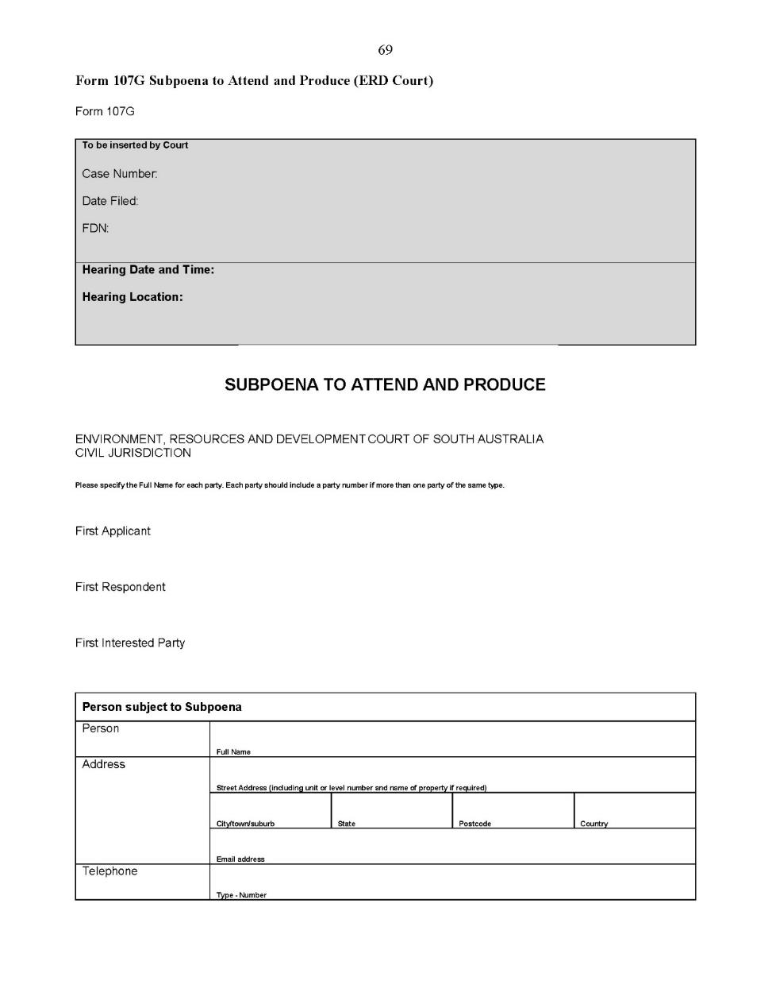 69
Form 107G Subpoena to Attend and Produce (ERD Court)
Form 107G
To be inserted by Court
Case Number:
Date Filed:
FDN:
Hearing Date and Time:
Hearing Location:
SUBPOENA TO ATTEND AND PRODUCE
ENVIRONMENT, RESOURCES AND DEVELOPMENT COURT OF SOUTH AUSTRALIA
CIVIL JURISDICTION
Please specify the Full Name for each party. Each party should include a party number if more than one party of the same type.
First Applicant
First Respondent
First Interested Party
Person subject to Subpoena
Person
Full Name
Address
Street Address (including unit or level number and name of property if required)
City/town/suburb State Postcode Country
Email address
Telephone
Type - Number